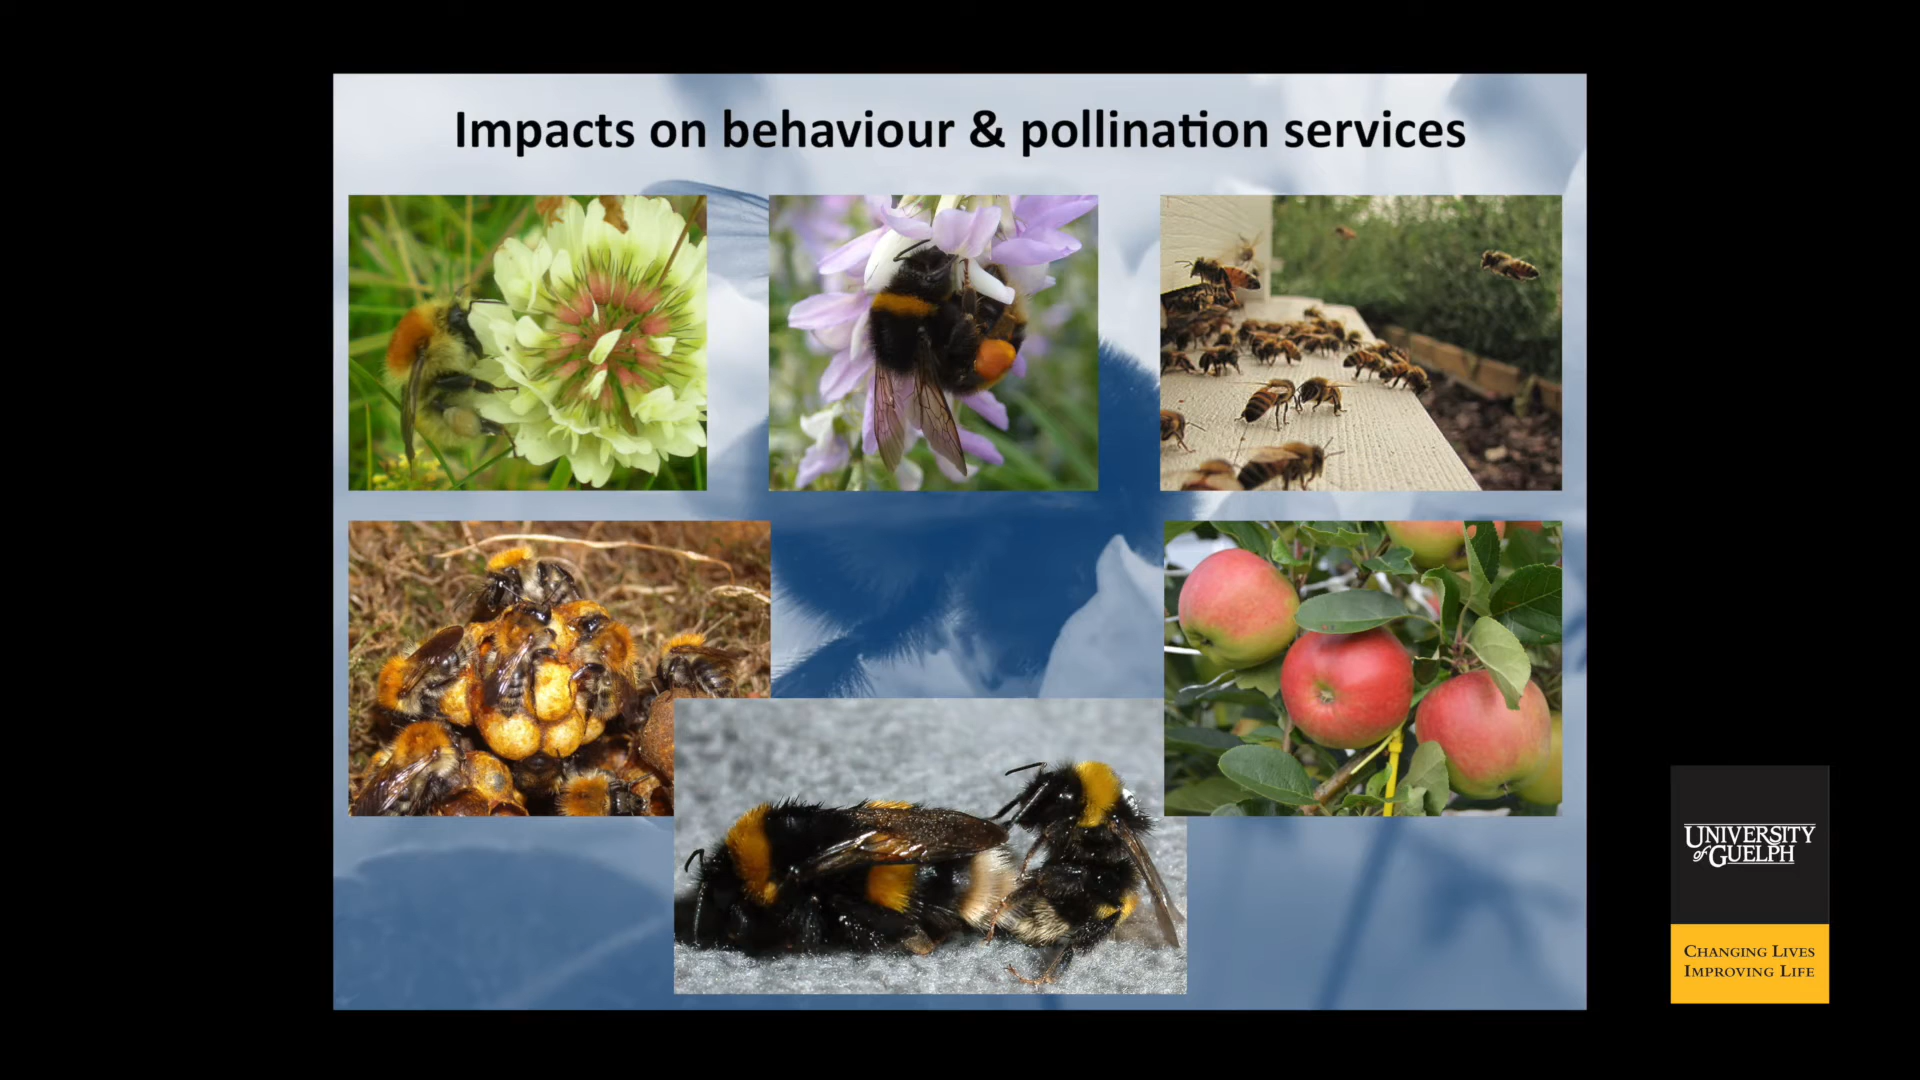 Impacts on behaviour & pollination services
UNIVERSITY
of GUELPH
CHANGING LIVES
IMPROVING LIFE